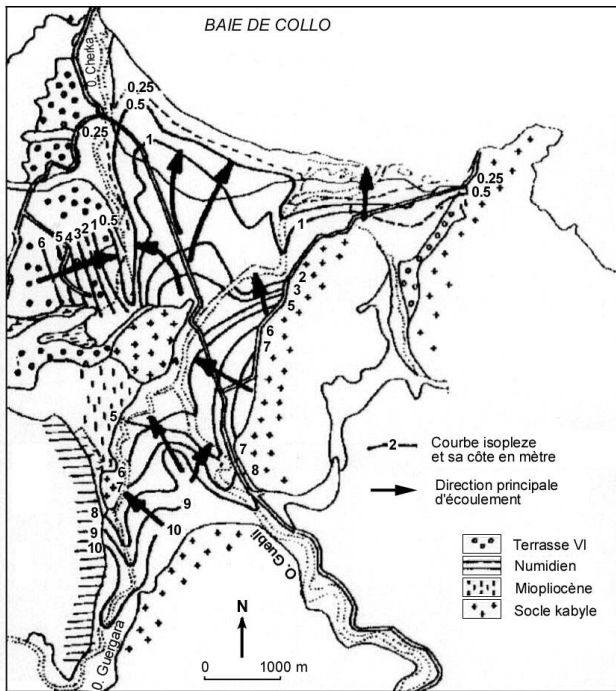 BAIE DE COLLO
O. Cherka
0.25
0.5
0.25
1
0.25
0.5
6
5
4
3
2
1
0.5
1
2
3
5
6
7
5
6
7
8
9
10
9
10
7
8
O. Guebli
O. Guergara
2
Courbe isopleze
et sa côte en mètre
Direction principale
d'écoulement
Terrasse VI
Numidien
Miopliocène
Socle kabyle
N
0
1000 m